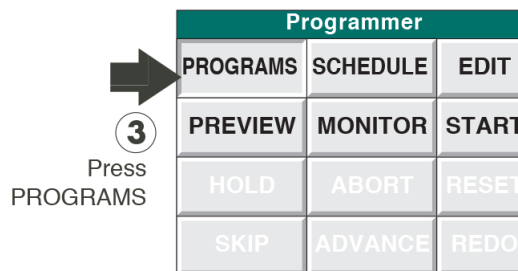 Programmer
PROGRAMS SCHEDULE EDIT
PREVIEW MONITOR START
3
Press
PROGRAMS
HOLD ABORT RESET
SKIP ADVANCE REDO